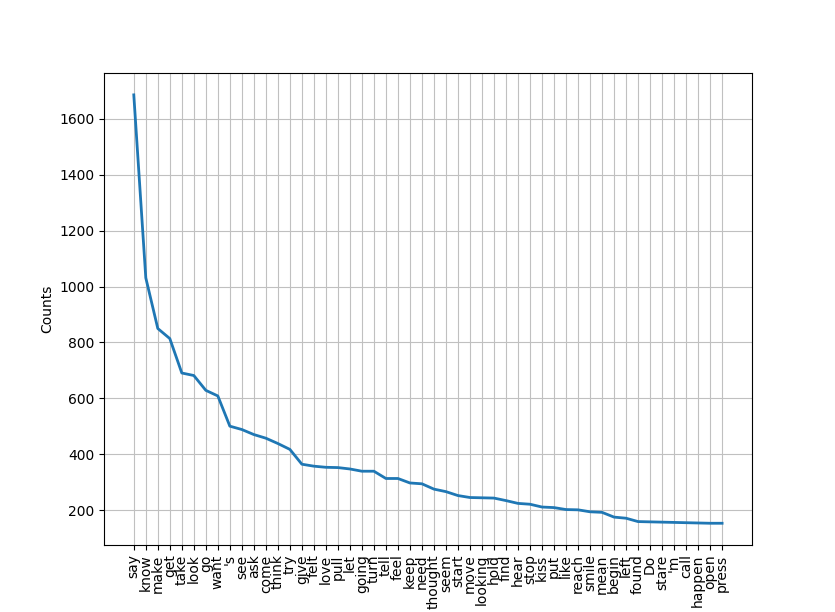 1600
1400
1200
1000
800
600
400
200
Counts
say
know
make
get
take
look
go
want
's
see
ask
come
think
try
give
felt
love
pull
let
going
turn
tell
feel
keep
need
thought
seem
start
move
looking
hold
find
hear
stop
kiss
put
like
reach
smile
mean
begin
left
found
Do
stare
'm
call
happen
open
press